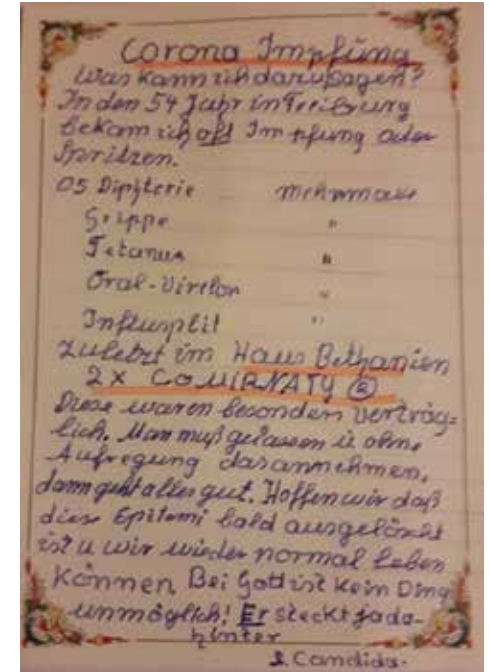 Corona Impfung
Was kann ich dazu sagen?
In den 54 Jahr in Freiburg
bekam ich oft Impfung oder
Spritzen.
05 Dipjterie mehrmals
Grippe "
Tetanus "
Oral-Virelon "
Influsplit "
Zuletzt im Haus Bethanien
2x COMIRNATY ®
Diese waren besonders verträg=
lich. Man muß gelassen u ohne
Aufregung das annehmen,
dann geht alles gut. Hoffen wir daß
diese Epitemi bald ausgelöscht
ist u wir wieder normal leben
können. Bei Gott ist kein Ding
unmöglich! Er steckt ja da-
hinter
S. Candida.